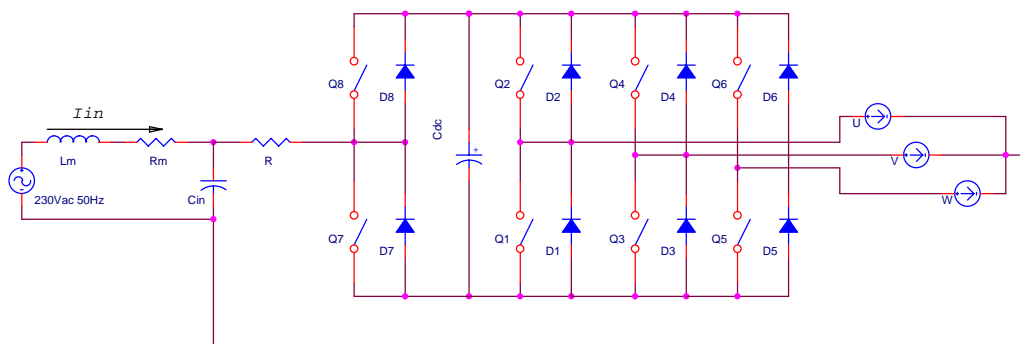 Q8
D8
Q2
D2
Q4
D4
Q6
D6
Iin
Cdc
+
U
Lm
Rm
R
V
230Vac 50Hz
Cin
W
Q7
D7
Q1
D1
Q3
D3
Q5
D5